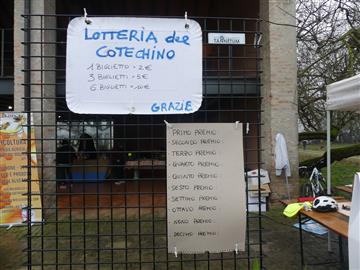 LOTTERIA del
COTECHINO
1 BIGLIETTO = 2€
3 BIGLIETTI = 5€
6 BIGLIETTI = 10€
GRAZIE
TANNETUM
PRIMO PREMIO
SECONDO PREMIO
TERZO PREMIO
QUARTO PREMIO
QUINTO PREMIO
SESTO PREMIO
SETTIMO PREMIO
OTTAVO PREMIO
NONO PREMIO
DECIMO PREMIO